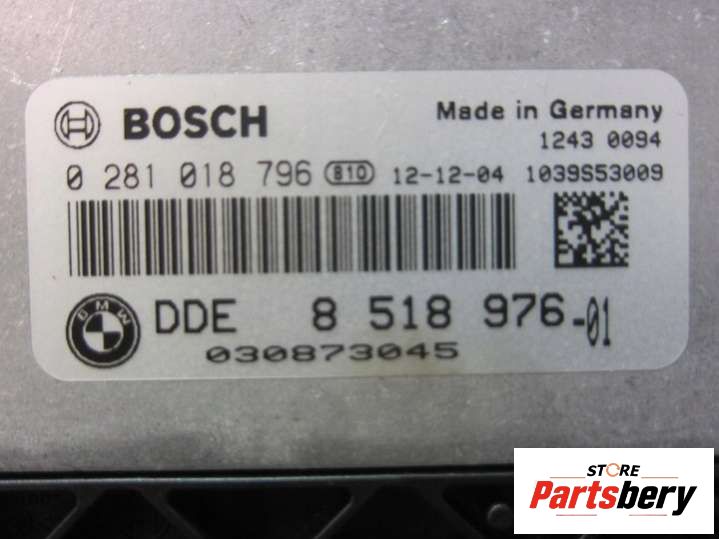 BOSCH
Made in Germany
1243 0094
0 281 018 796 B10 12-12-04 1039S53009
BMW DDE 8 518 976-01
030873045
STORE
Partsbery